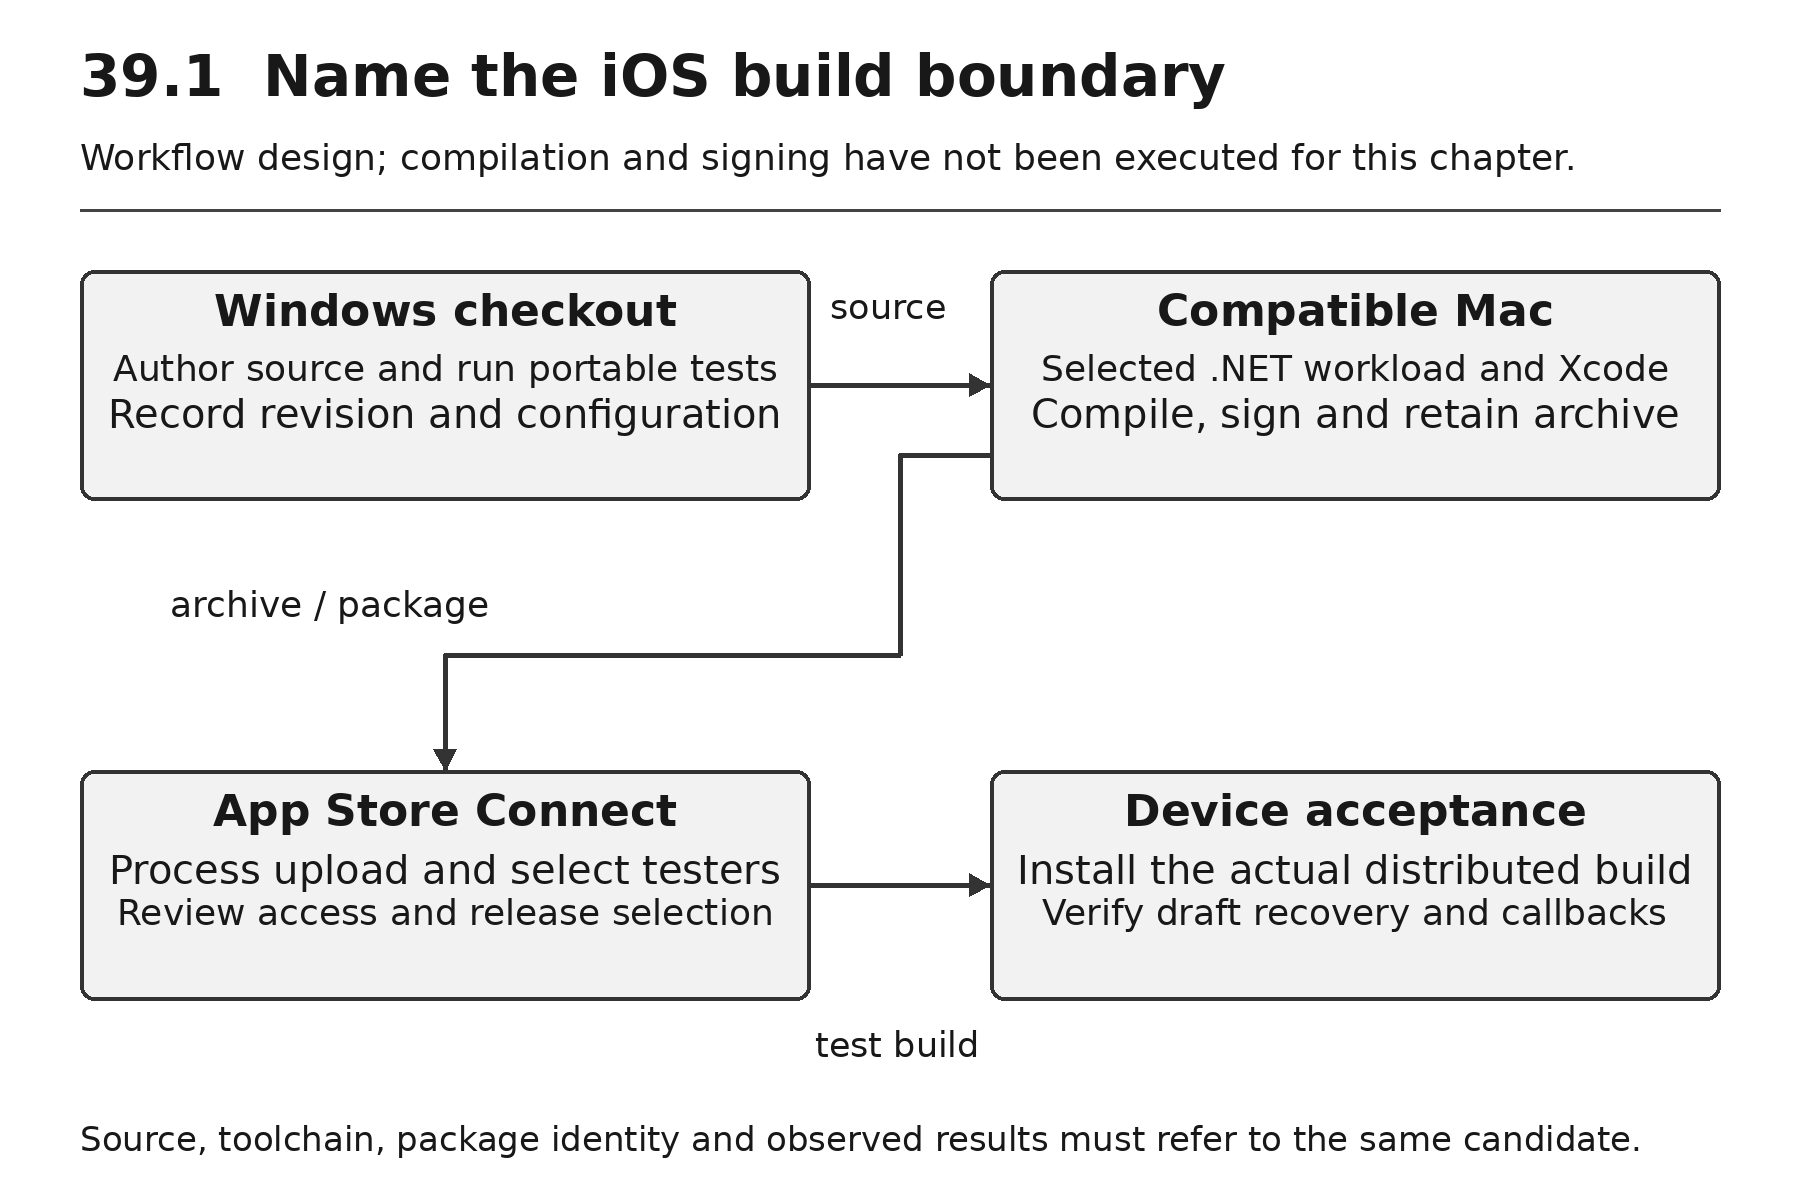 39.1 Name the iOS build boundary
Workflow design; compilation and signing have not been executed for this chapter.
Windows checkout
Author source and run portable tests
Record revision and configuration
source
Compatible Mac
Selected .NET workload and Xcode
Compile, sign and retain archive
archive / package
App Store Connect
Process upload and select testers
Review access and release selection
Device acceptance
Install the actual distributed build
Verify draft recovery and callbacks
test build
Source, toolchain, package identity and observed results must refer to the same candidate.